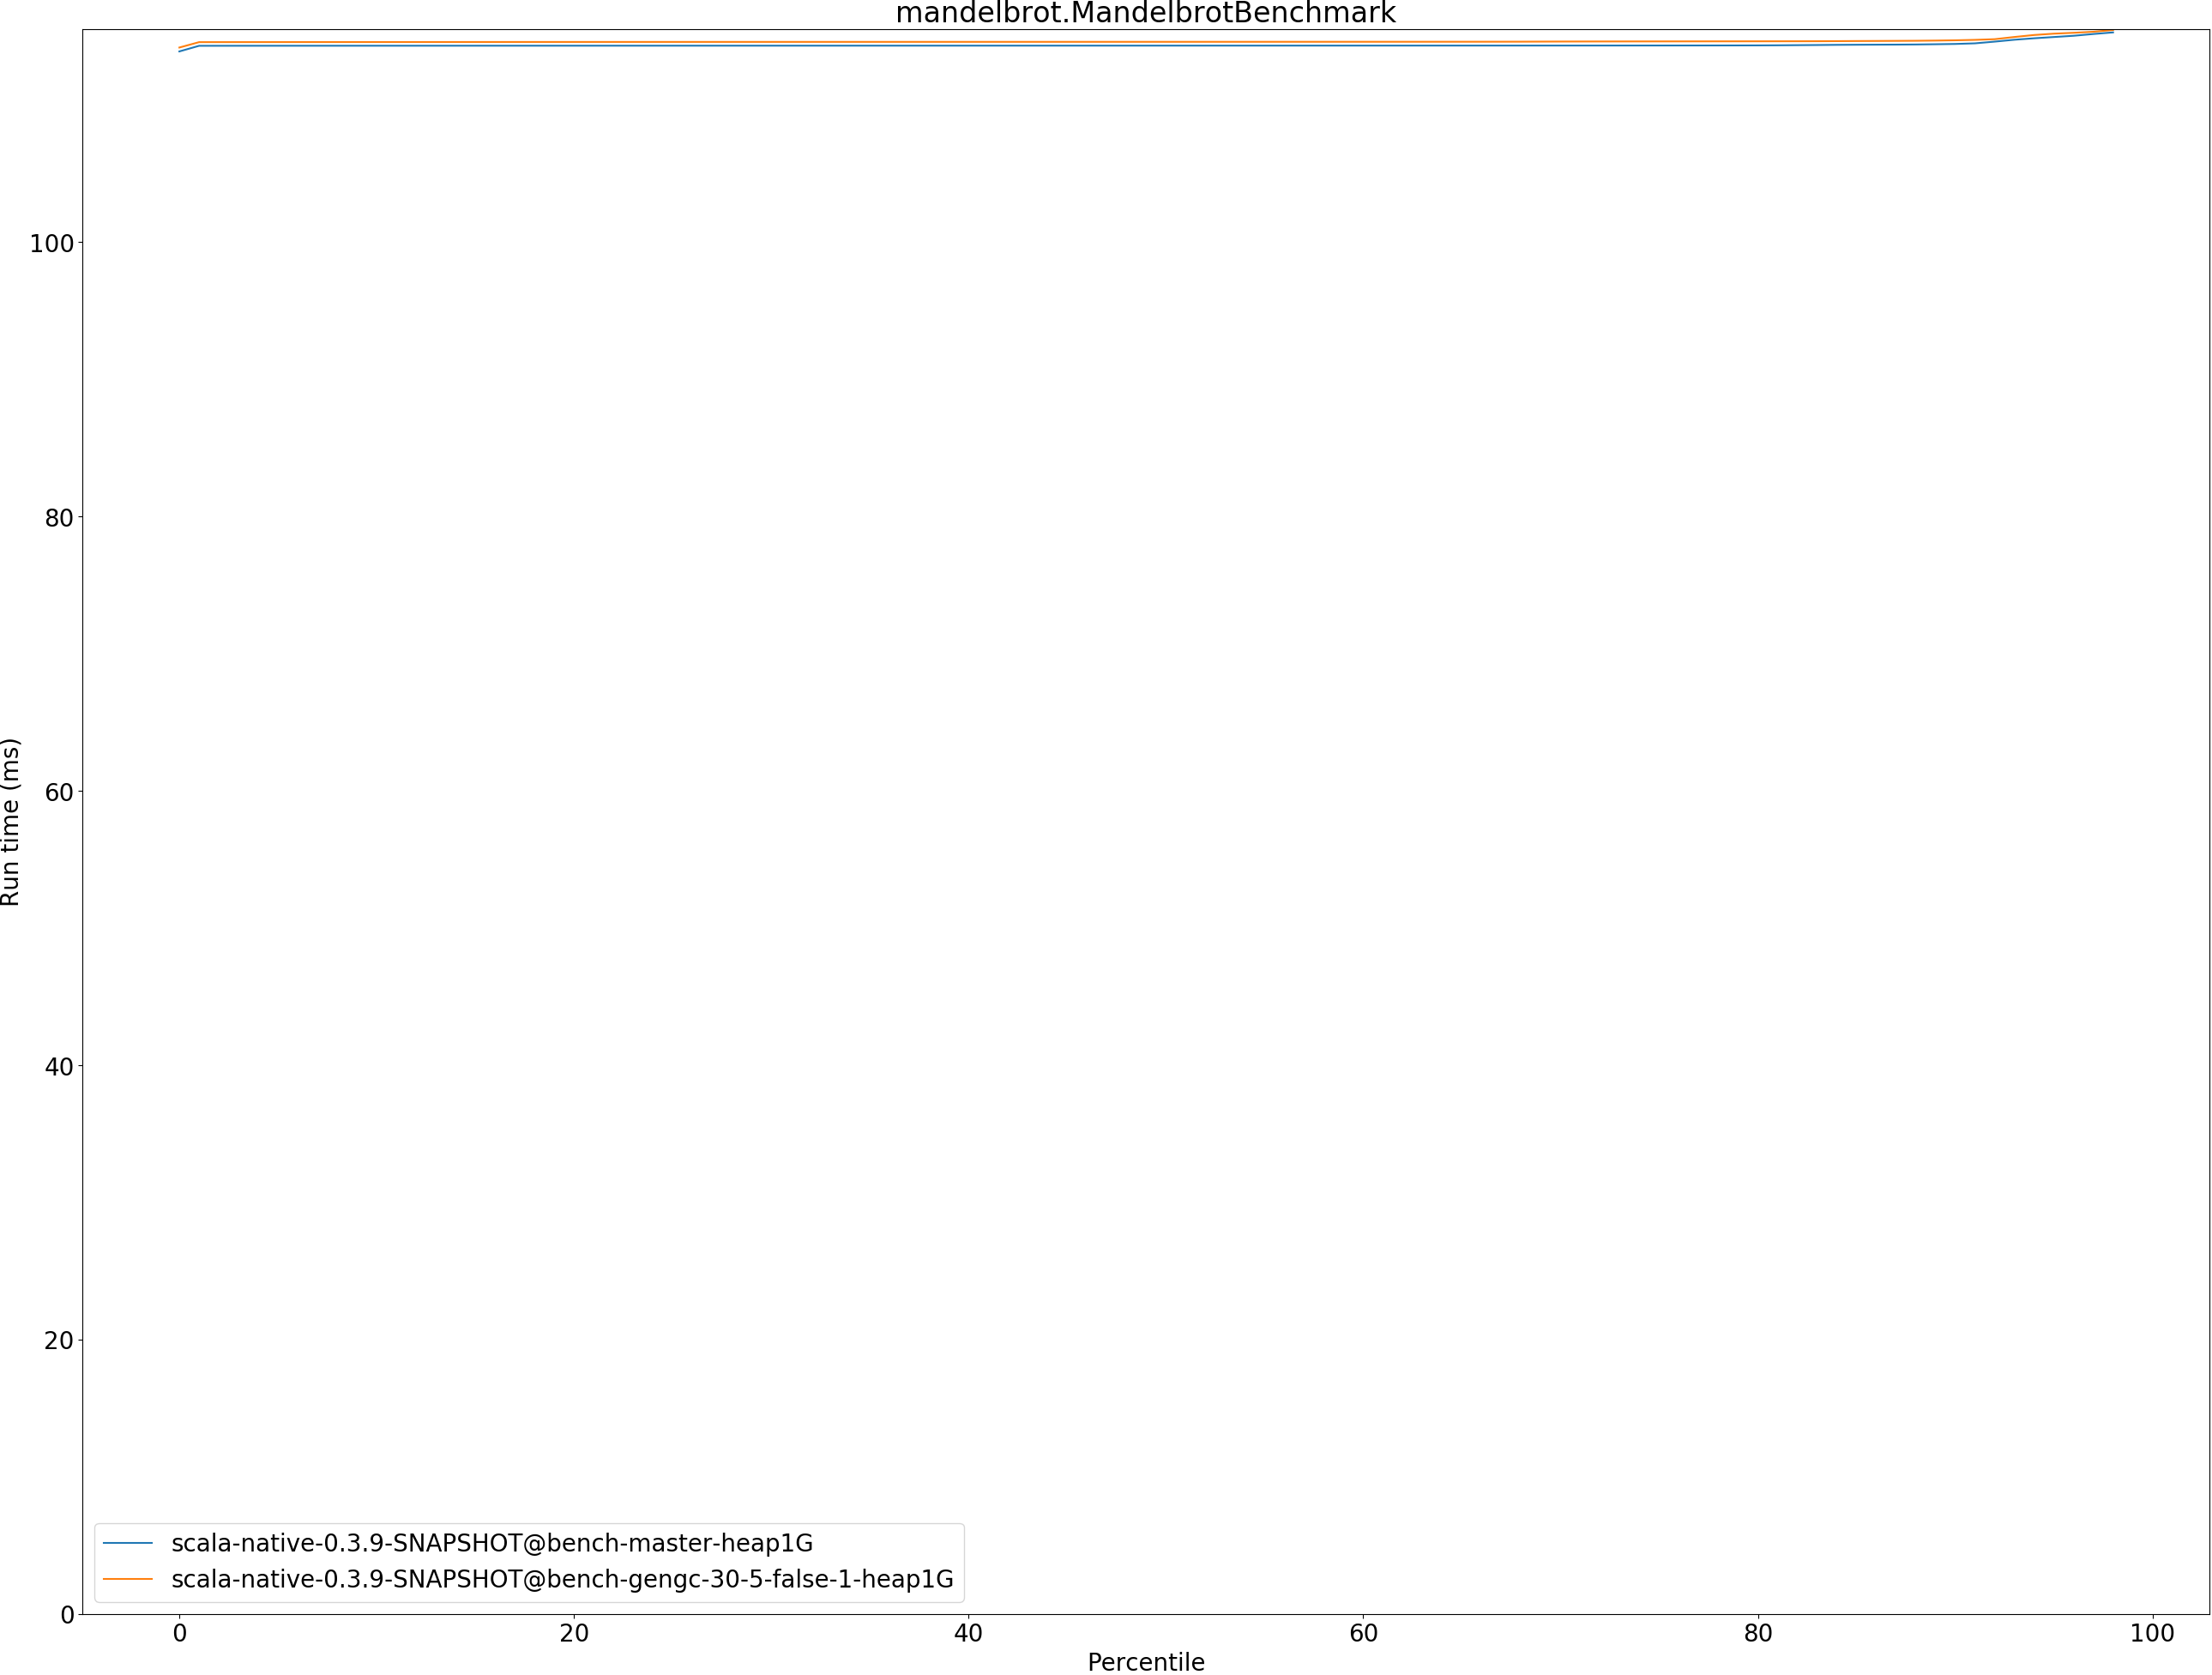 mandelbrot.MandelbrotBenchmark
100
80
60
40
20
0
Run time (ms)
scala-native-0.3.9-SNAPSHOT@bench-master-heap1G
scala-native-0.3.9-SNAPSHOT@bench-gengc-30-5-false-1-heap1G
0 20 40 60 80 100
Percentile